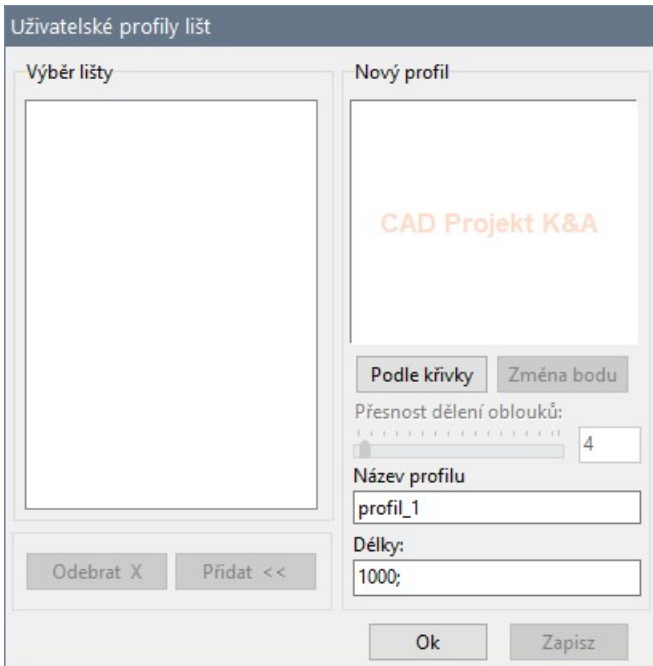 Uživatelské profily lišt
Výběr lišty
Nový profil
CAD Projekt K&A
Podle křivky
Změna bodu
Přesnost dělení oblouků:
4
Název profilu
profil_1
Délky:
1000;
Odebrat X
Přidat <<
Ok
Zapisz